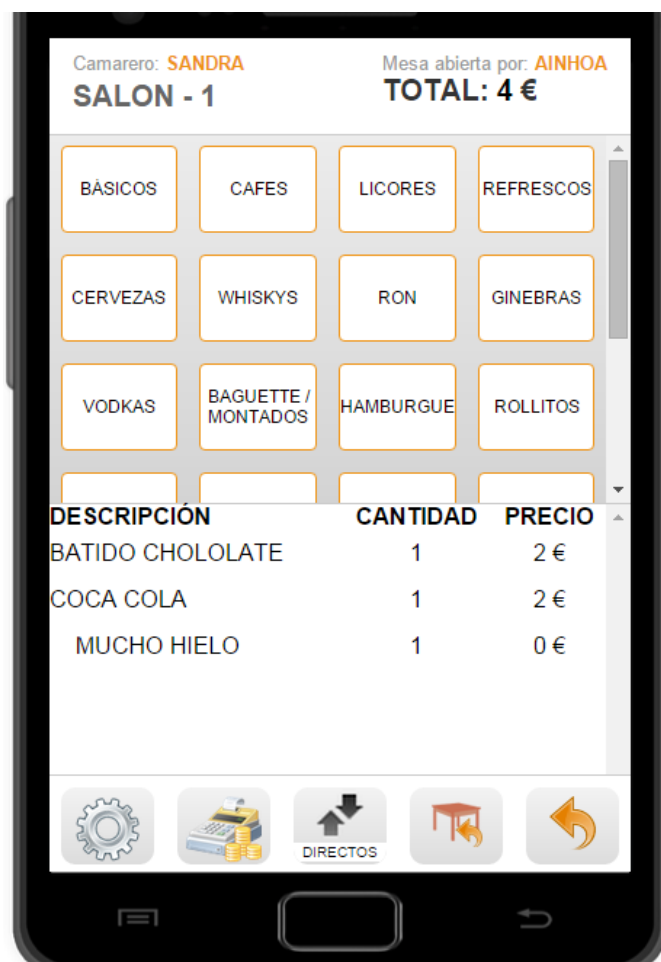 Camarero: SANDRA
Mesa abierta por: AINHOA
SALON - 1
TOTAL: 4 €
BÀSICOS
CAFES
LICORES
REFRESCOS
CERVEZAS
WHISKYS
RON
GINEBRAS
VODKAS
BAGUETTE /
MONTADOS
HAMBURGUE
ROLLITOS
DESCRIPCIÓN CANTIDAD PRECIO
BATIDO CHOLOLATE 1 2 €
COCA COLA 1 2 €
MUCHO HIELO 1 0 €
DIRECTOS